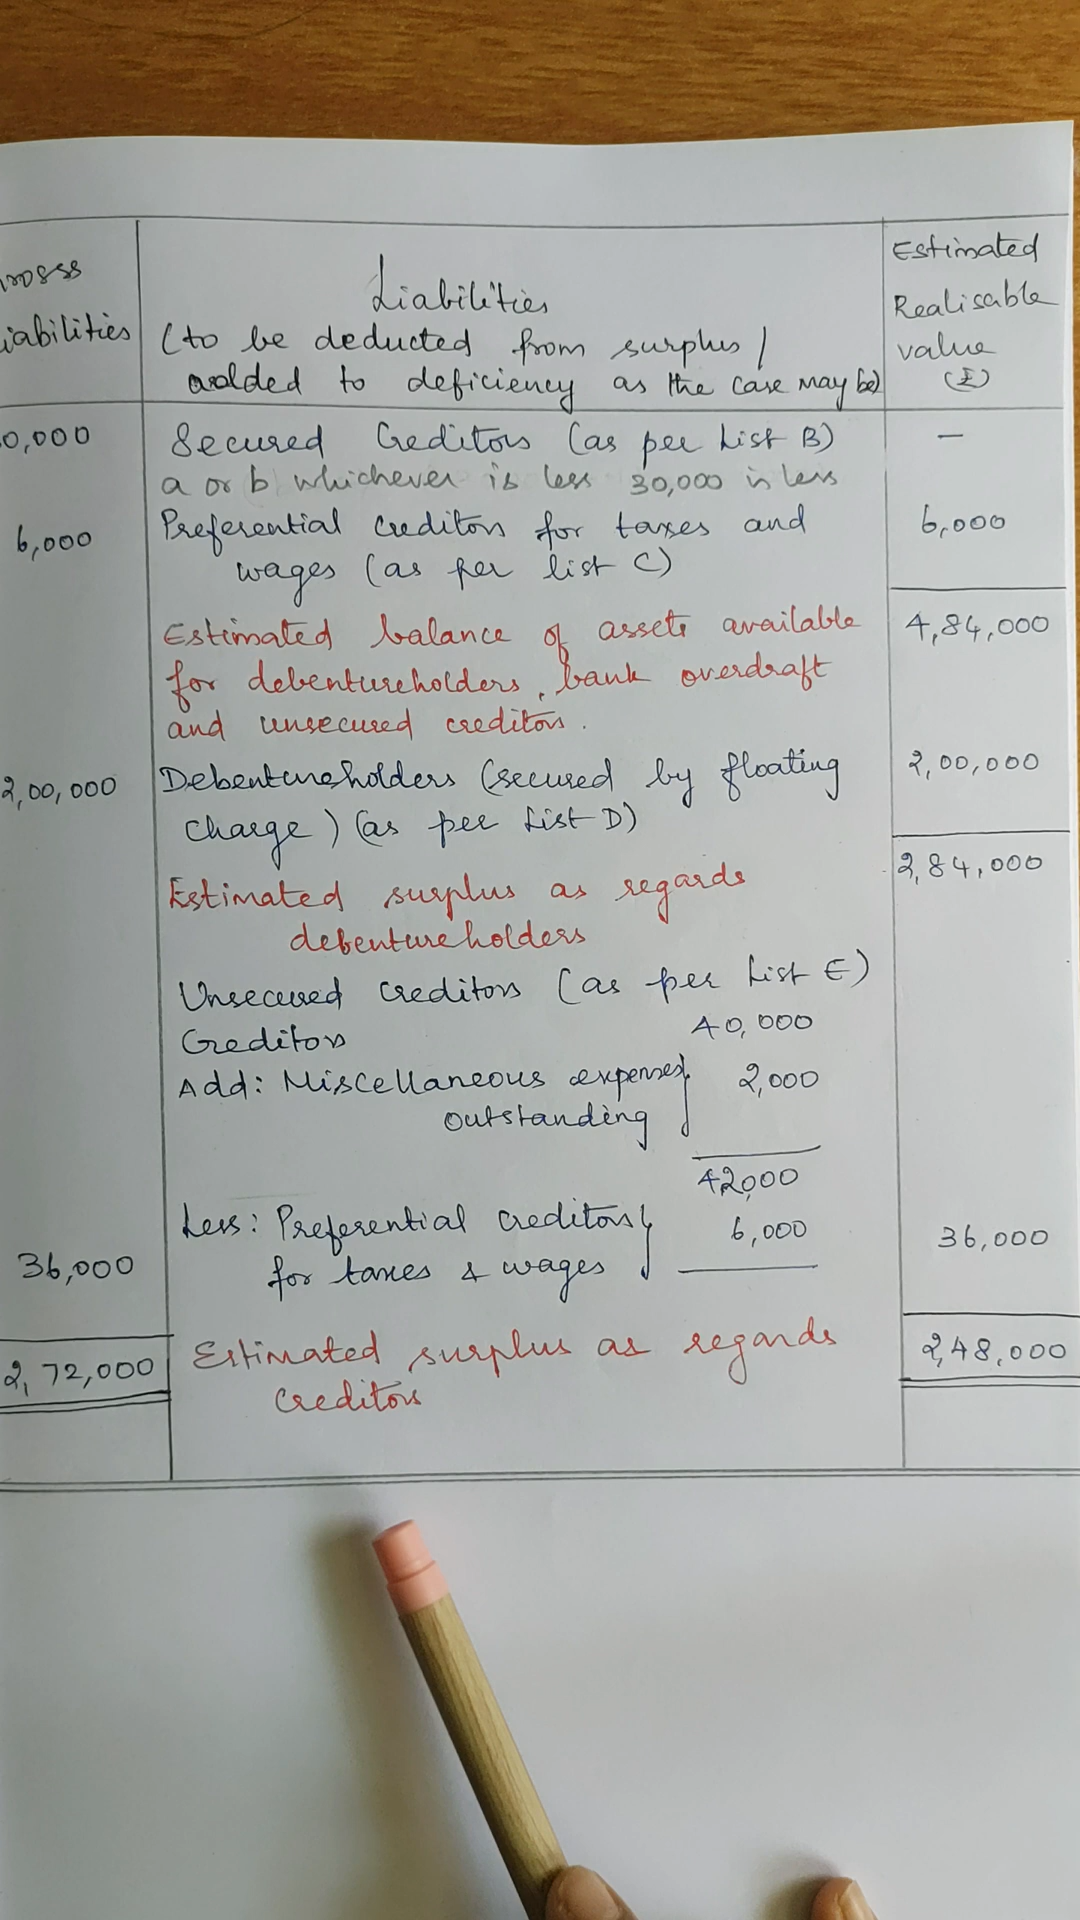 rosss
iabilities
Liabilities
(to be deducted from surplus /
added to deficiency as the case may be)
Estimated
Realisable
value
(₹)
0,000 Secured Creditors (as per List B) —
a or b whichever is less 30,000 is less
6,000 Preferential creditors for taxes and 6,000
wages (as per list C)
Estimated balance of assets available 4,84,000
for debentureholders, bank overdraft
and unsecured creditors.
2,00,000 Debentureholders (secured by floating 2,00,000
charge) (as per List D)
Estimated surplus as regards 2,84,000
debentureholders
Unsecured creditors (as per List E)
Creditors 40,000
Add: Miscellaneous expenses 2,000
outstanding
42,000
Less: Preferential creditors 6,000 36,000
36,000 for taxes & wages
2,72,000 Estimated surplus as regards 2,48,000
Creditors